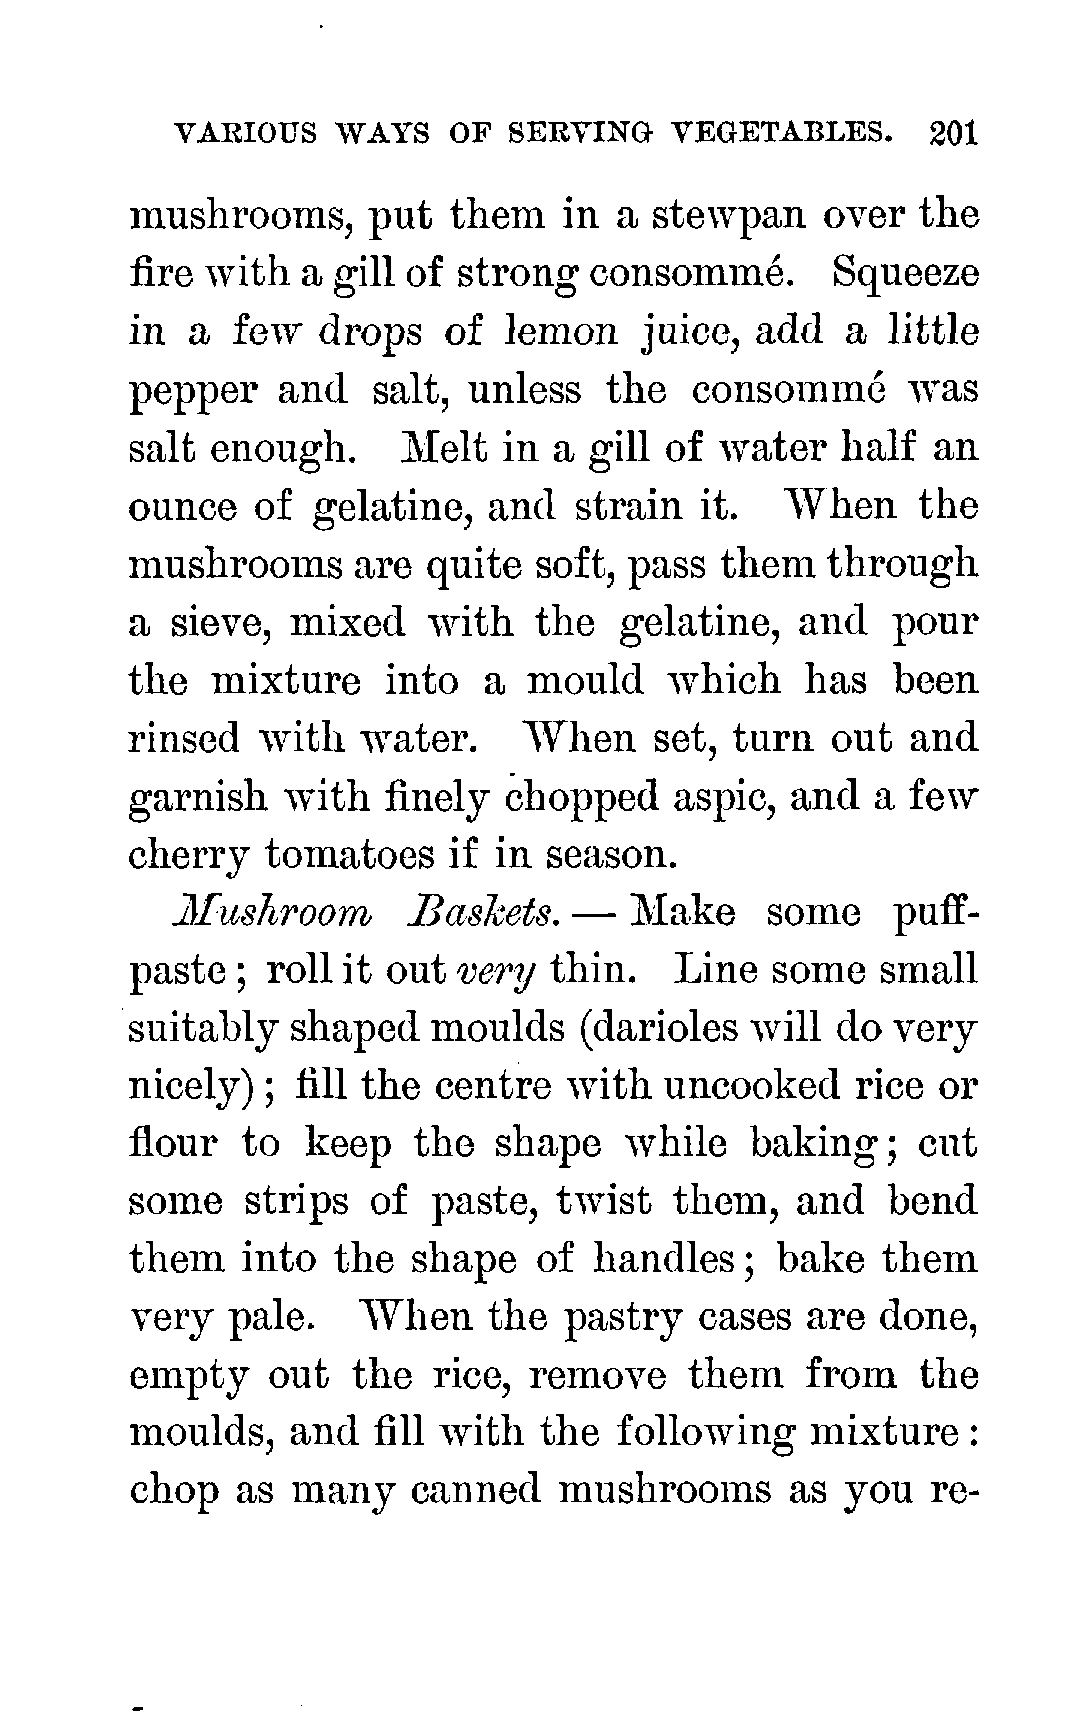 VARIOUS WAYS OF SERVING VEGETABLES. 201
mushrooms, put them in a stewpan over the
fire with a gill of strong consommé. Squeeze
in a few drops of lemon juice, add a little
pepper and salt, unless the consommé was
salt enough. Melt in a gill of water half an
ounce of gelatine, and strain it. When the
mushrooms are quite soft, pass them through
a sieve, mixed with the gelatine, and pour
the mixture into a mould which has been
rinsed with water. When set, turn out and
garnish with finely chopped aspic, and a few
cherry tomatoes if in season.
Mushroom Baskets. — Make some puff-
paste ; roll it out very thin. Line some small
suitably shaped moulds (darioles will do very
nicely) ; fill the centre with uncooked rice or
flour to keep the shape while baking ; cut
some strips of paste, twist them, and bend
them into the shape of handles ; bake them
very pale. When the pastry cases are done,
empty out the rice, remove them from the
moulds, and fill with the following mixture :
chop as many canned mushrooms as you re-